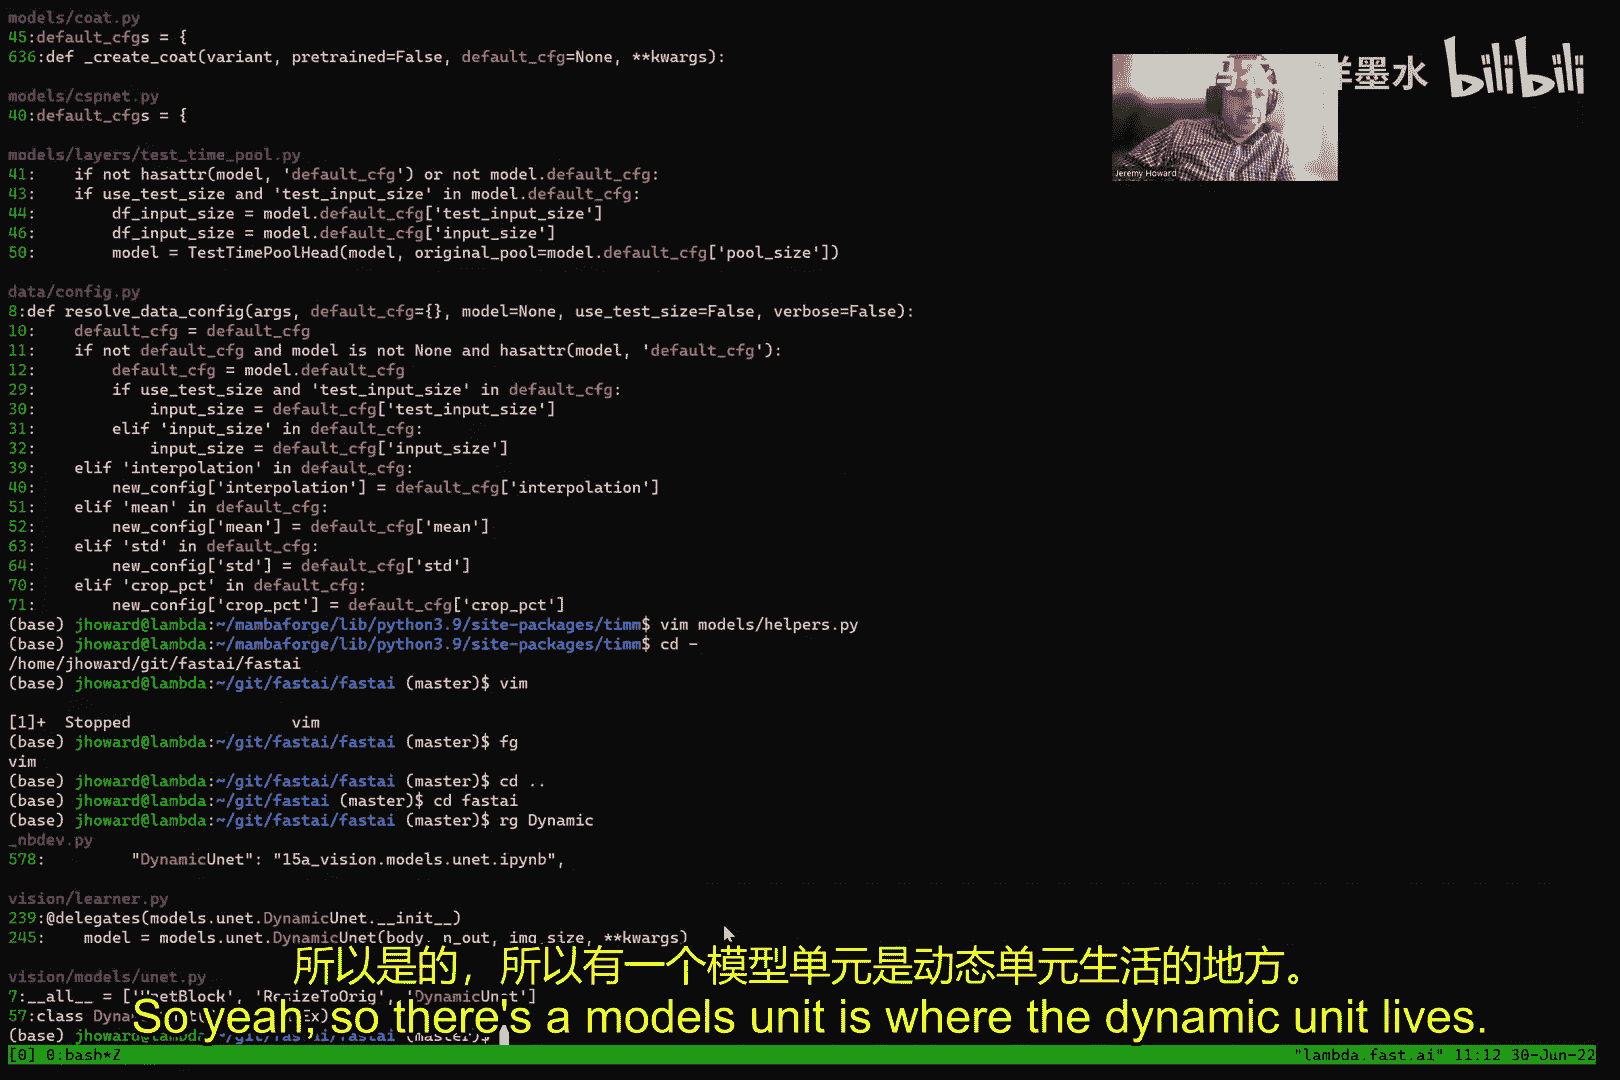 models/coat.py
45:default_cfgs = {
636:def _create_coat(variant, pretrained=False, default_cfg=None, **kwargs):
models/cspnet.py
40:default_cfgs = {
models/layers/test_time_pool.py
41:    if not hasattr(model, 'default_cfg') or not model.default_cfg:
43:    if use_test_size and 'test_input_size' in model.default_cfg:
44:        df_input_size = model.default_cfg['test_input_size']
46:        df_input_size = model.default_cfg['input_size']
50:        model = TestTimePoolHead(model, original_pool=model.default_cfg['pool_size'])
data/config.py
8:def resolve_data_config(args, default_cfg={}, model=None, use_test_size=False, verbose=False):
10:    default_cfg = default_cfg
11:    if not default_cfg and model is not None and hasattr(model, 'default_cfg'):
12:        default_cfg = model.default_cfg
29:        if use_test_size and 'test_input_size' in default_cfg:
30:            input_size = default_cfg['test_input_size']
31:        elif 'input_size' in default_cfg:
32:            input_size = default_cfg['input_size']
39:    elif 'interpolation' in default_cfg:
40:        new_config['interpolation'] = default_cfg['interpolation']
51:    elif 'mean' in default_cfg:
52:        new_config['mean'] = default_cfg['mean']
63:    elif 'std' in default_cfg:
64:        new_config['std'] = default_cfg['std']
70:    elif 'crop_pct' in default_cfg:
71:        new_config['crop_pct'] = default_cfg['crop_pct']
(base) jhoward@lambda:~/mambaforge/lib/python3.9/site-packages/timm$ vim models/helpers.py
(base) jhoward@lambda:~/mambaforge/lib/python3.9/site-packages/timm$ cd -
/home/jhoward/git/fastai/fastai
(base) jhoward@lambda:~/git/fastai/fastai (master)$ vim
[1]+  Stopped                 vim
(base) jhoward@lambda:~/git/fastai/fastai (master)$ fg
vim
(base) jhoward@lambda:~/git/fastai/fastai (master)$ cd ..
(base) jhoward@lambda:~/git/fastai (master)$ cd fastai
(base) jhoward@lambda:~/git/fastai/fastai (master)$ rg Dynamic
_nbdev.py
578:         "DynamicUnet": "15a_vision.models.unet.ipynb",
vision/learner.py
239:@delegates(models.unet.DynamicUnet.__init__)
245:    model = models.unet.DynamicUnet(body, n_out, img_size, **kwargs)
vision/models/unet.py
7:__all__ = ['UnetBlock', 'ResizeToOrig', 'DynamicUnet']
57:class
(base) jhoward@lambda:~/git/fastai/fastai (master)$
所以是的，所以有一个模型单元是动态单元生活的地方。
So yeah, so there's a models unit is where the dynamic unit lives.
[0] 0:bash*Z "lambda.fast.ai" 11:12 30-Jun-22
Jeremy Howard
墨水 bilibili